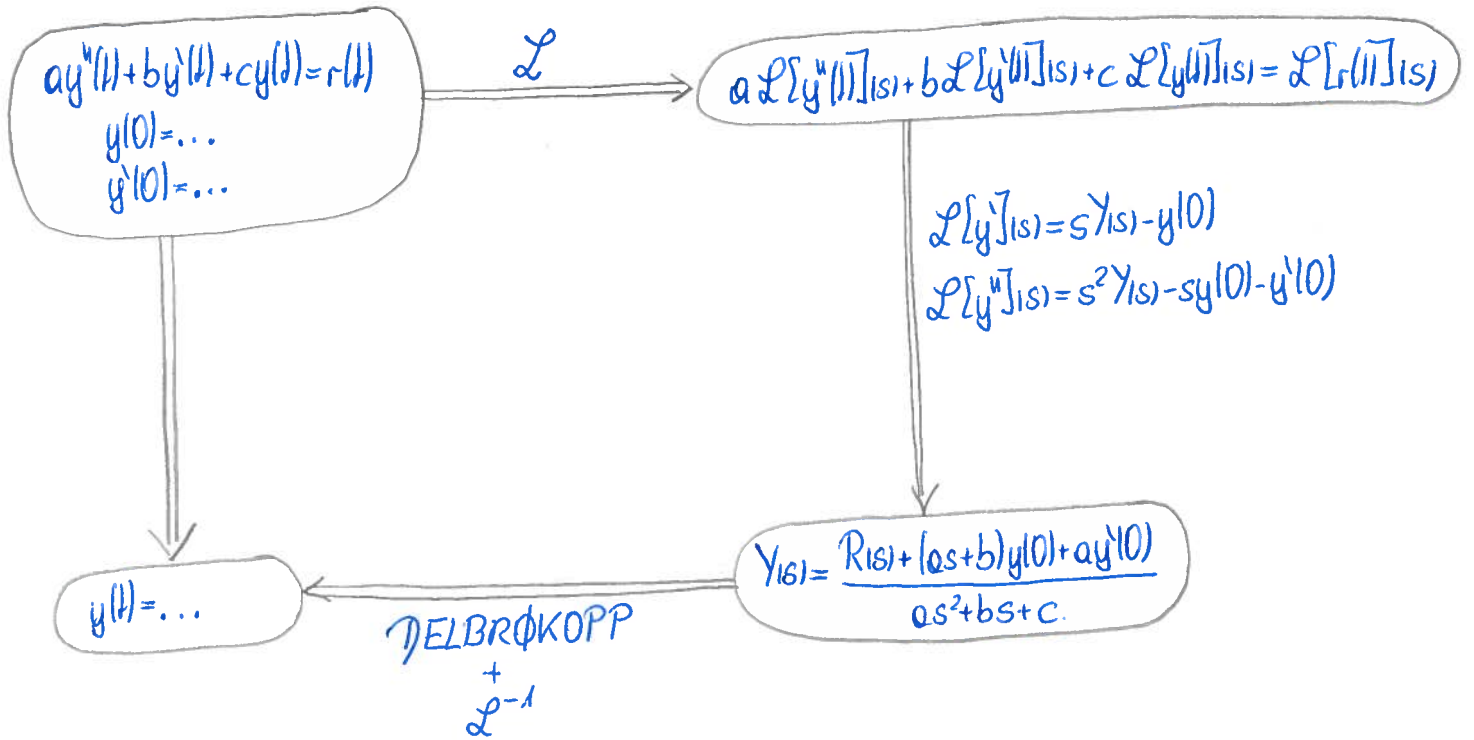 ay''(t)+by'(t)+cy(t)=r(t)
y(0)=...
y'(0)=...
ℒ
aℒ[y''(t)](s)+bℒ[y'(t)](s)+cℒ[y(t)](s)=ℒ[r(t)](s)
ℒ[y'](s)=sY(s)-y(0)
ℒ[y''](s)=s²Y(s)-sy(0)-y'(0)
Y(s)=R(s)+(as+b)y(0)+ay'(0)
as²+bs+c.
y(t)=...
DELBRØKOPP
+
ℒ⁻¹